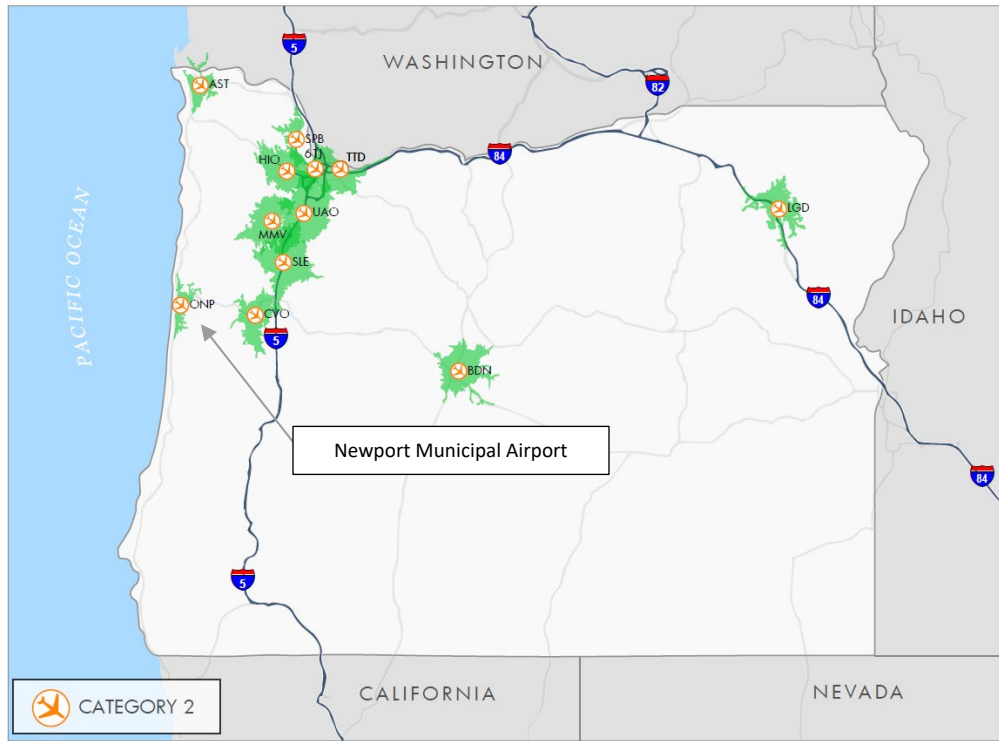 WASHINGTON
5
82
AST
SPB
6TJ
TTD
HIO
84
UAO
LGD
MMV
SLE
PACIFIC OCEAN
ONP
CVO
84
IDAHO
5
BDN
Newport Municipal Airport
84
5
CATEGORY 2
CALIFORNIA
NEVADA